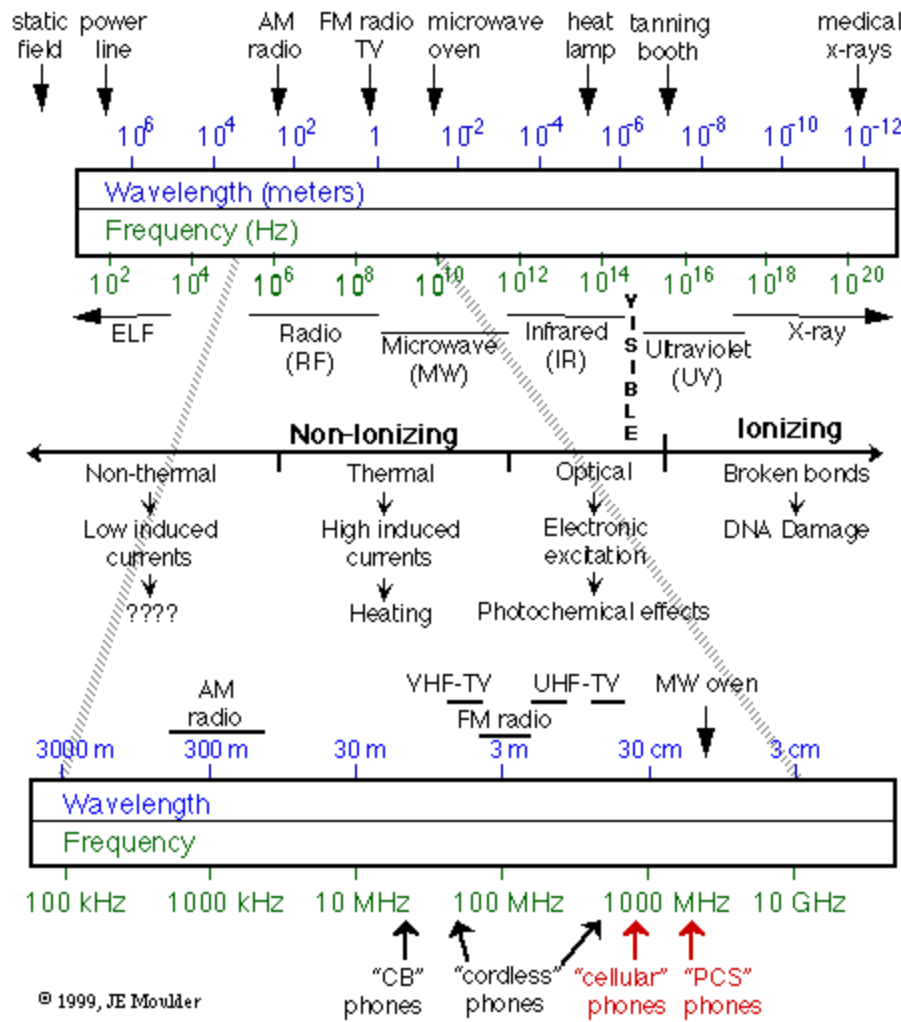 static field
power line
AM radio
FM radio TV
microwave oven
heat lamp
tanning booth
medical x-rays
10^6 10^4 10^2 1 10^-2 10^-4 10^-6 10^-8 10^-10 10^-12
Wavelength (meters)
Frequency (Hz)
10^2 10^4 10^6 10^8 10^10 10^12 10^14 10^16 10^18 10^20
ELF
Radio (RF)
Microwave (MW)
Infrared (IR)
VISIBLE
Ultraviolet (UV)
X-ray
Non-Ionizing
Ionizing
Non-thermal
Low induced currents
????
Thermal
High induced currents
Heating
Optical
Electronic excitation
Photochemical effects
Broken bonds
DNA Damage
AM radio
VHF-TV
UHF-TV
MW oven
FM radio
3000 m 300 m 30 m 3 m 30 cm 3 cm
Wavelength
Frequency
100 kHz 1000 kHz 10 MHz 100 MHz 1000 MHz 10 GHz
"CB" phones
"cordless" phones
"cellular" phones
"PCS" phones
© 1999, JE Moulder